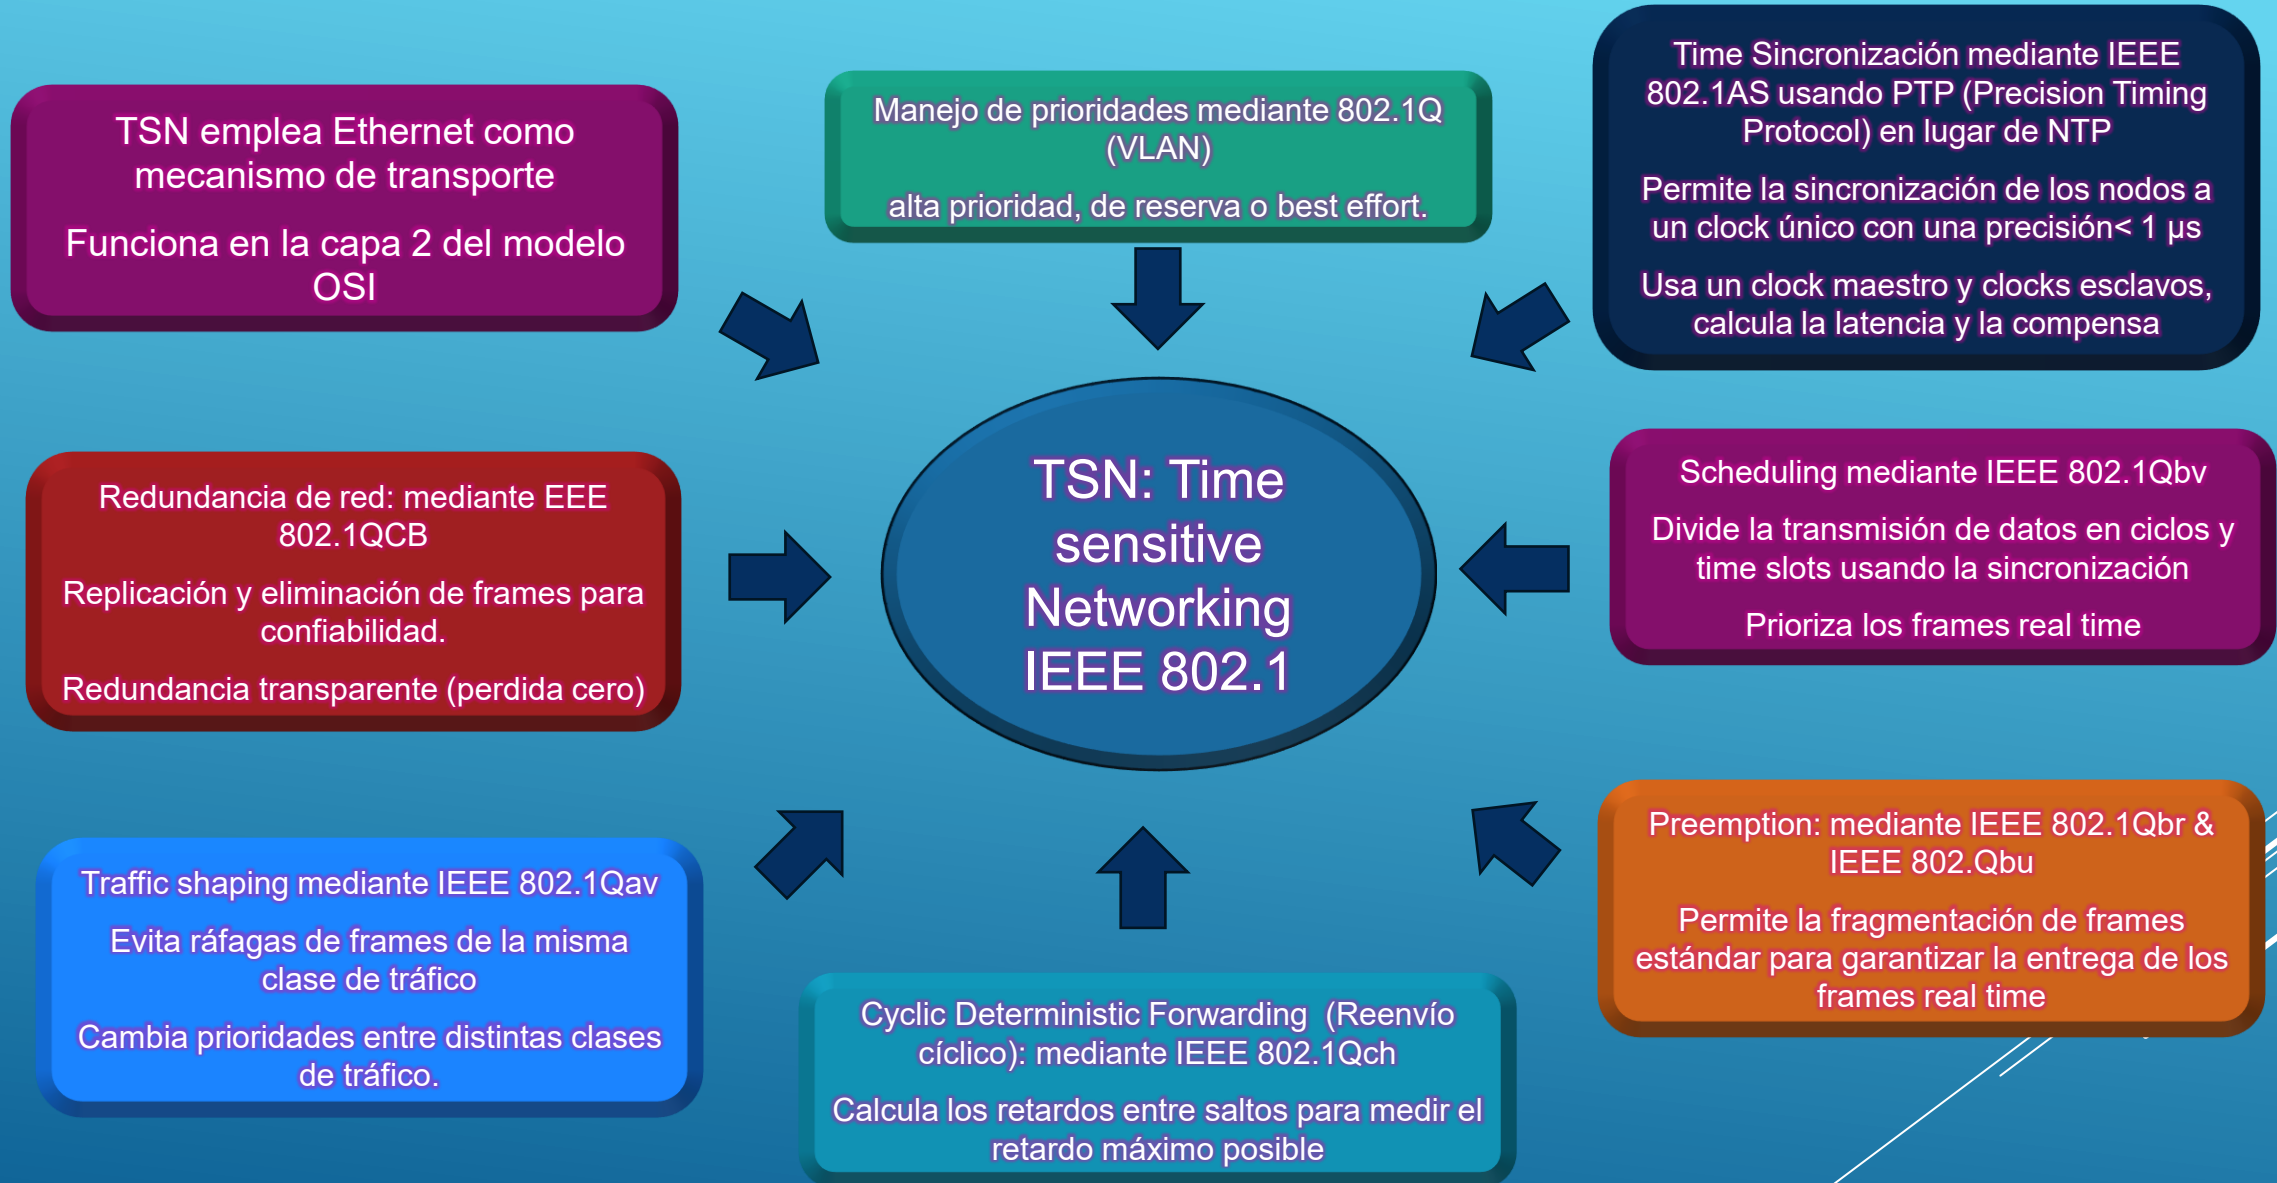 TSN emplea Ethernet como
mecanismo de transporte
Funciona en la capa 2 del modelo
OSI
Manejo de prioridades mediante 802.1Q
(VLAN)
alta prioridad, de reserva o best effort.
Time Sincronización mediante IEEE
802.1AS usando PTP (Precision Timing
Protocol) en lugar de NTP
Permite la sincronización de los nodos a
un clock único con una precisión< 1 μs
Usa un clock maestro y clocks esclavos,
calcula la latencia y la compensa
Redundancia de red: mediante EEE
802.1QCB
Replicación y eliminación de frames para
confiabilidad.
Redundancia transparente (perdida cero)
TSN: Time
sensitive
Networking
IEEE 802.1
Scheduling mediante IEEE 802.1Qbv
Divide la transmisión de datos en ciclos y
time slots usando la sincronización
Prioriza los frames real time
Traffic shaping mediante IEEE 802.1Qav
Evita ráfagas de frames de la misma
clase de tráfico
Cambia prioridades entre distintas clases
de tráfico.
Cyclic Deterministic Forwarding  (Reenvío
cíclico): mediante IEEE 802.1Qch
Calcula los retardos entre saltos para medir el
retardo máximo posible
Preemption: mediante IEEE 802.1Qbr &
IEEE 802.Qbu
Permite la fragmentación de frames
estándar para garantizar la entrega de los
frames real time